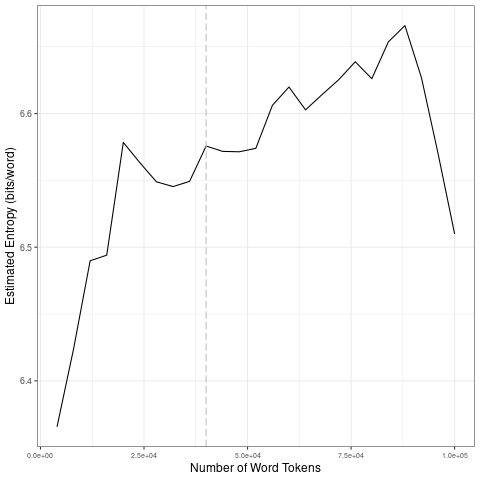 Estimated Entropy (bits/word)
6.6
6.5
6.4
0.0e+00 2.5e+04 5.0e+04 7.5e+04 1.0e+05
Number of Word Tokens